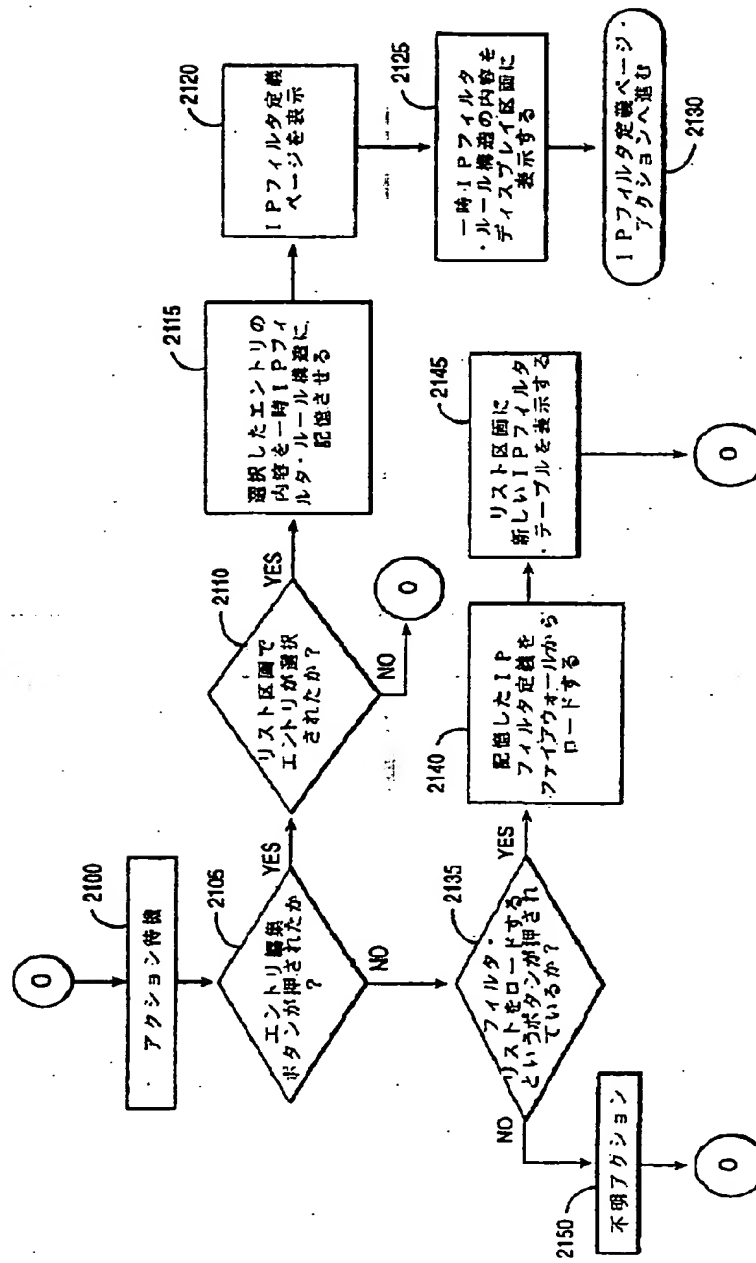 O
アクション待機
2100
エントリ編集
ボタンが押されたか
?
2105
YES
NO
リスト区画で
エントリが選択
されたか?
2110
YES
NO
O
選択したエントリの
内容を一時IPフィ
ルタ・ルール構造に
記憶させる
2115
IPフィルタ定義
ページを表示
2120
一時IPフィルタ
・ルール構造の内容を
ディスプレイ区画に
表示する
2125
IPフィルタ定義ページ・
アクションへ進む
2130
フィルタ・
リストをロードする
というボタンが押され
ているか?
2135
YES
NO
記憶したIP
フィルタ定義を
ファイアウォールから
ロードする
2140
リスト区画に
新しいIPフィルタ
・テーブルを表示する
2145
O
不明アクション
2150
O